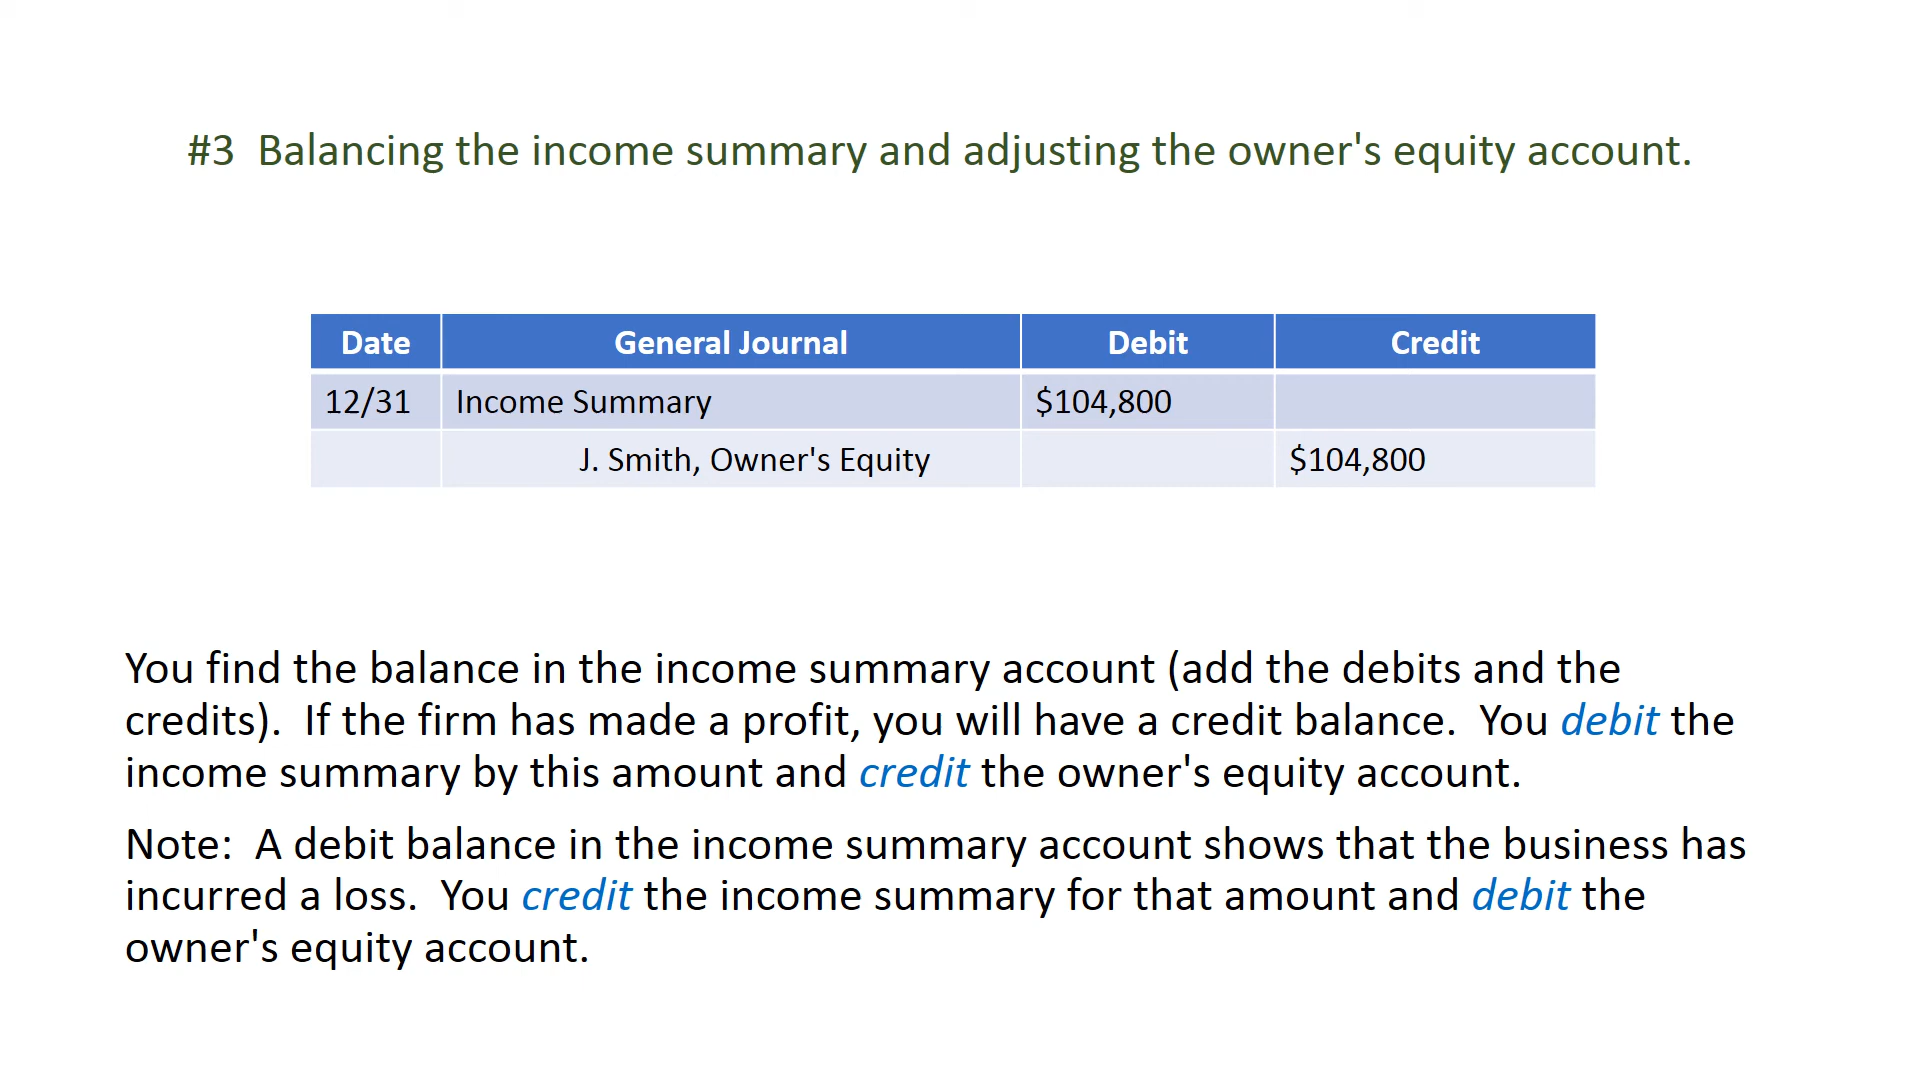 #3  Balancing the income summary and adjusting the owner's equity account.
Date General Journal Debit Credit
12/31 Income Summary $104,800
J. Smith, Owner's Equity $104,800
You find the balance in the income summary account (add the debits and the
credits).  If the firm has made a profit, you will have a credit balance.  You debit the
income summary by this amount and credit the owner's equity account.
Note:  A debit balance in the income summary account shows that the business has
incurred a loss.  You credit the income summary for that amount and debit the
owner's equity account.